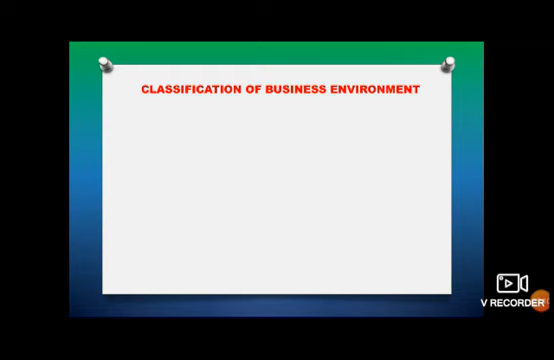 CLASSIFICATION OF BUSINESS ENVIRONMENT
V RECORDER